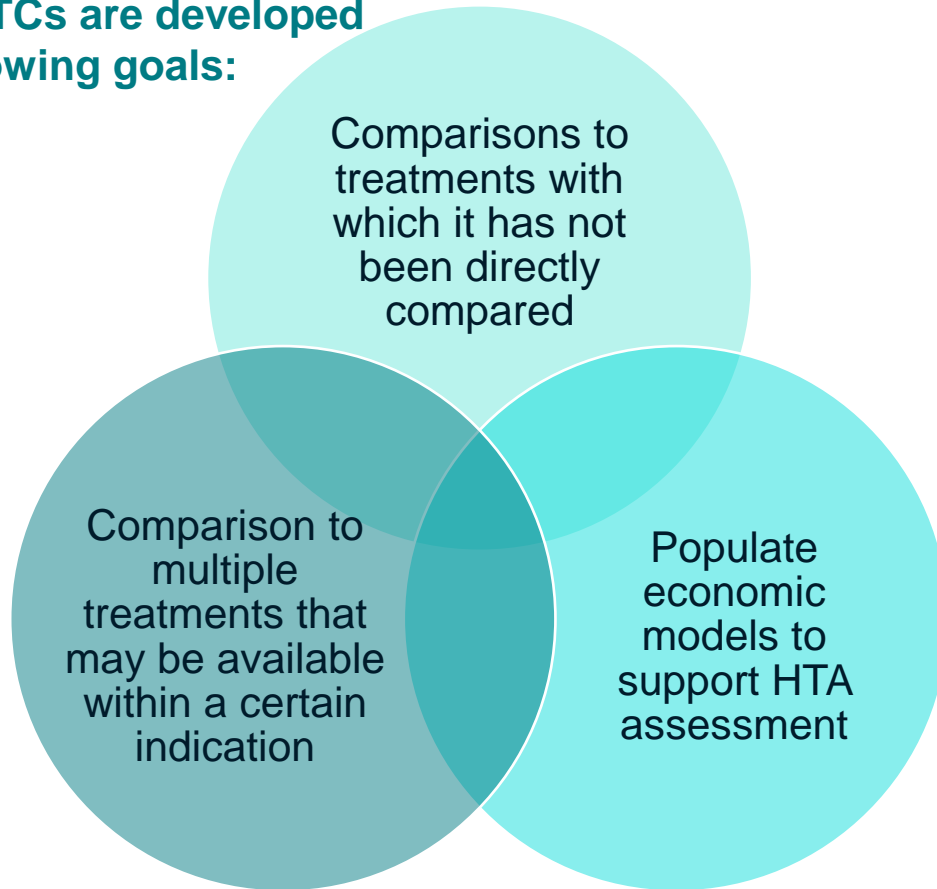 TCs are developed
owing goals:
Comparisons to
treatments with
which it has not
been directly
compared
Comparison to
multiple
treatments that
may be available
within a certain
indication
Populate
economic
models to
support HTA
assessment